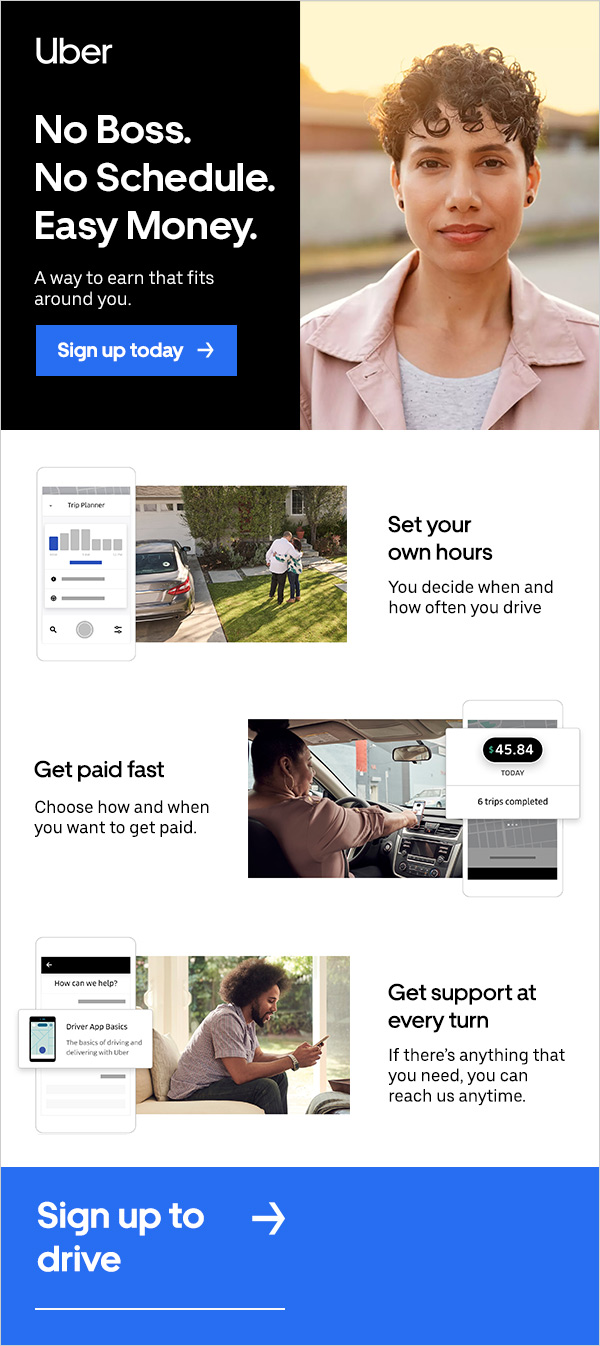 Uber
No Boss.
No Schedule.
Easy Money.
A way to earn that fits
around you.
Sign up today →
Trip Planner
Set your
own hours
You decide when and
how often you drive
Get paid fast
Choose how and when
you want to get paid.
$45.84
TODAY
6 trips completed
How can we help?
Driver App Basics
The basics of driving and
delivering with Uber
Get support at
every turn
If there's anything that
you need, you can
reach us anytime.
Sign up to →
drive